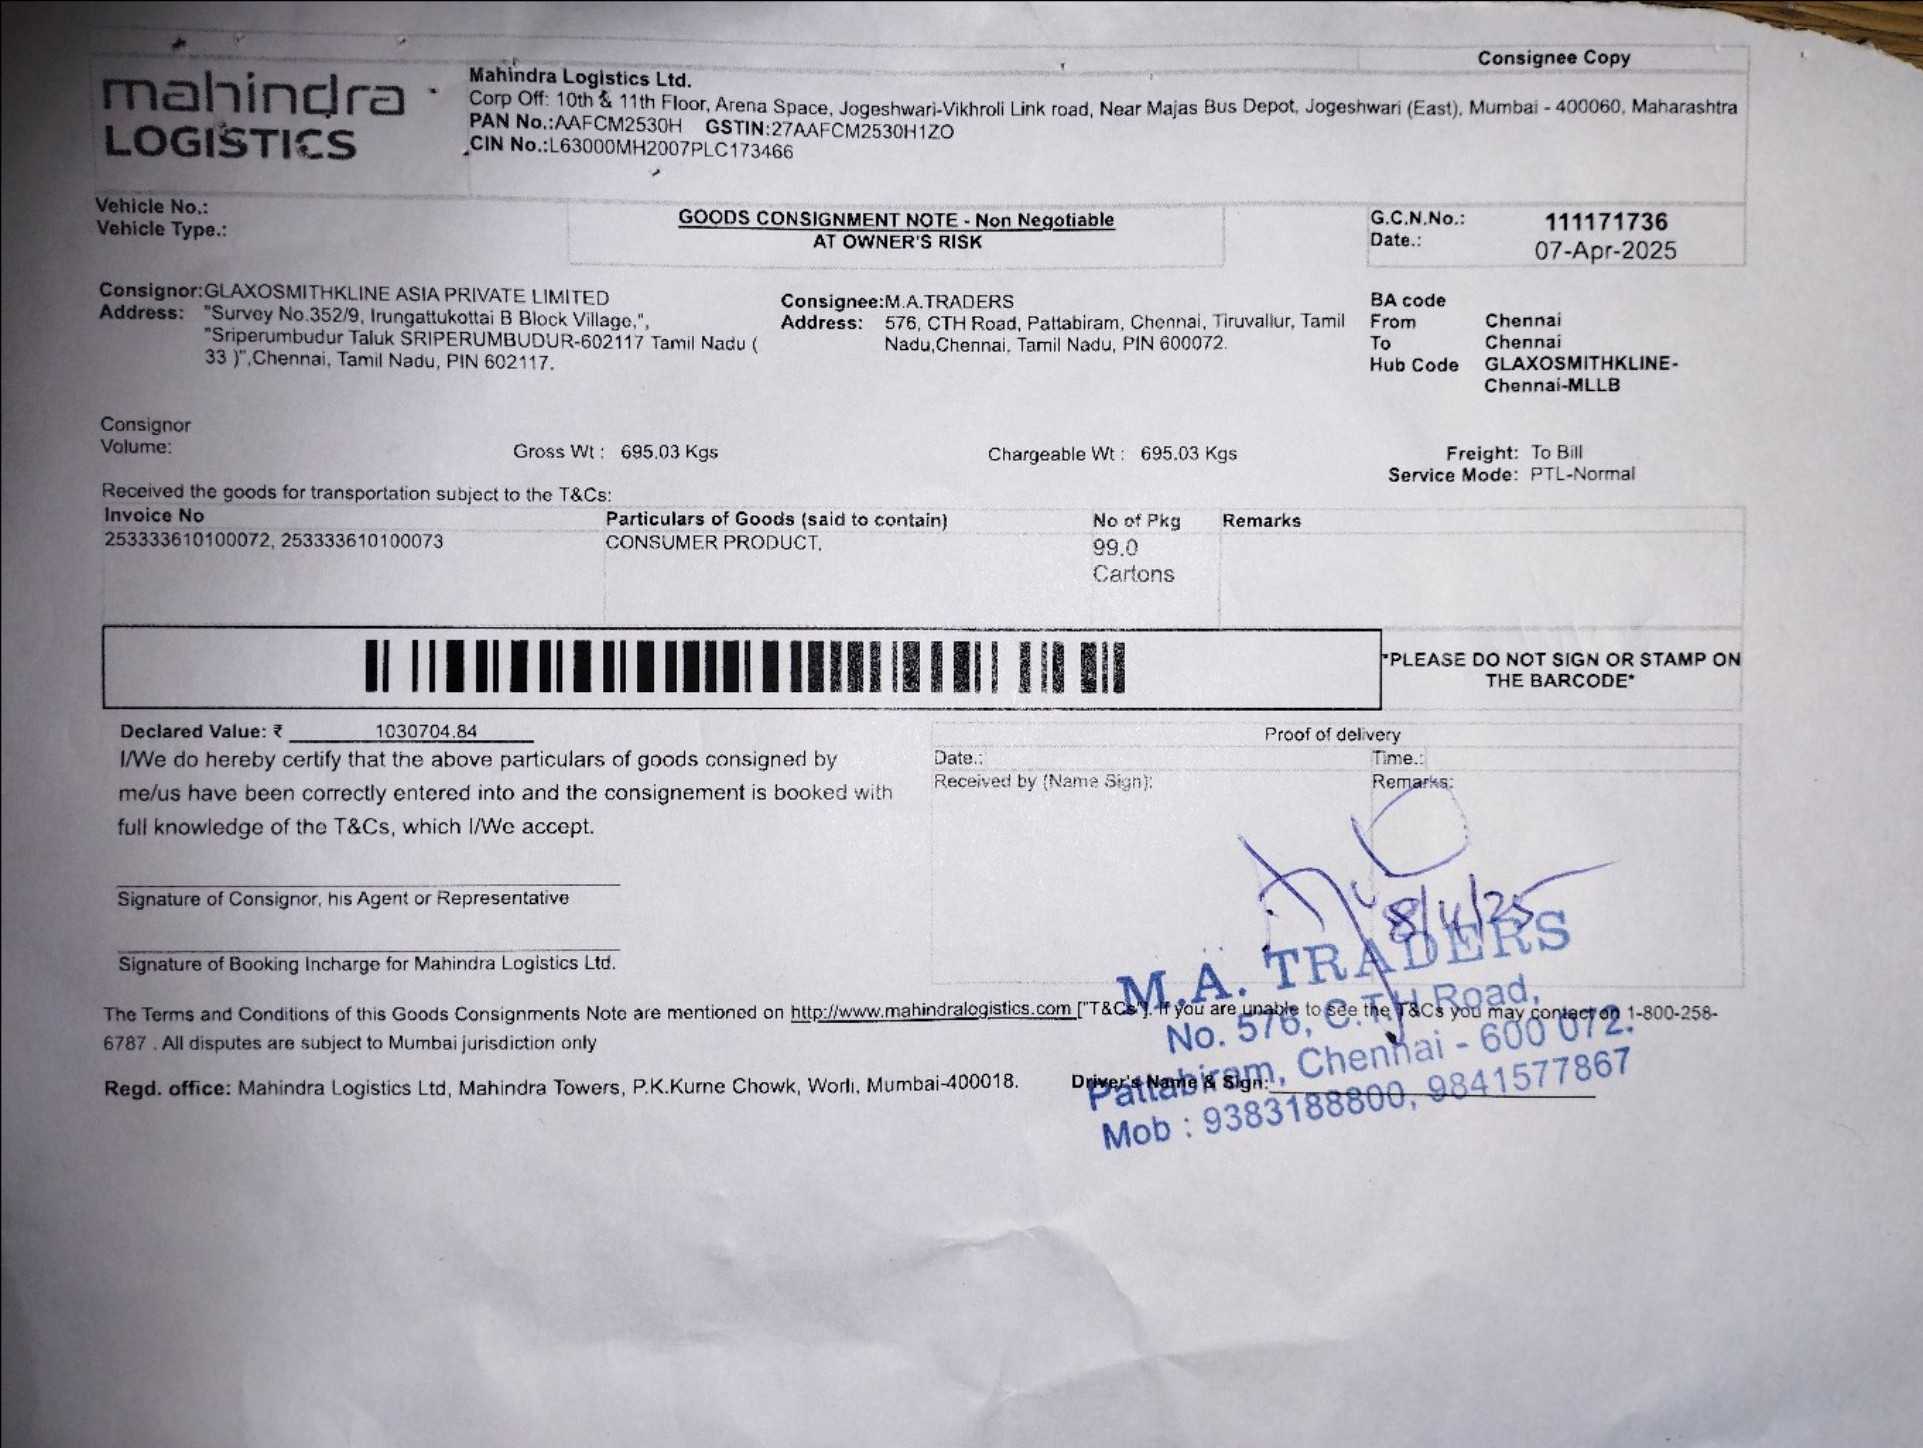 Consignee Copy
mahindra
LOGISTICS
Mahindra Logistics Ltd.
Corp Off: 10th & 11th Floor, Arena Space, Jogeshwari-Vikhroli Link road, Near Majas Bus Depot, Jogeshwari (East), Mumbai - 400060, Maharashtra
PAN No.:AAFCM2530H GSTIN:27AAFCM2530H1ZO
CIN No.:L63000MH2007PLC173466
Vehicle No.:
Vehicle Type.:
GOODS CONSIGNMENT NOTE - Non Negotiable
AT OWNER'S RISK
G.C.N.No.: 111171736
Date.: 07-Apr-2025
Consignor:GLAXOSMITHKLINE ASIA PRIVATE LIMITED
Address: "Survey No.352/9, Irungattukottai B Block Village,",
"Sriperumbudur Taluk SRIPERUMBUDUR-602117 Tamil Nadu (
33 )",Chennai, Tamil Nadu, PIN 602117.
Consignee:M.A.TRADERS
Address: 576, CTH Road, Pattabiram, Chennai, Tiruvallur, Tamil
Nadu,Chennai, Tamil Nadu, PIN 600072.
BA code
From Chennai
To Chennai
Hub Code GLAXOSMITHKLINE-
Chennai-MLLB
Consignor
Volume:
Gross Wt : 695.03 Kgs
Chargeable Wt : 695.03 Kgs
Freight: To Bill
Service Mode: PTL-Normal
Received the goods for transportation subject to the T&Cs:
Invoice No Particulars of Goods (said to contain) No of Pkg Remarks
253333610100072, 253333610100073 CONSUMER PRODUCT, 99.0
Cartons
*PLEASE DO NOT SIGN OR STAMP ON
THE BARCODE*
Declared Value: ₹ 1030704.84
I/We do hereby certify that the above particulars of goods consigned by
me/us have been correctly entered into and the consignement is booked with
full knowledge of the T&Cs, which I/We accept.
Proof of delivery
Date.: Time.:
Received by (Name Sign): Remarks:
8/4/25
Signature of Consignor, his Agent or Representative
Signature of Booking Incharge for Mahindra Logistics Ltd.
M.A. TRADERS
No. 576, C.T.H Road,
Pattabiram, Chennai - 600 072.
Mob : 9383188800, 9841577867
The Terms and Conditions of this Goods Consignments Note are mentioned on http://www.mahindralogistics.com ["T&Cs"]. If you are unable to see the T&Cs you may contact on 1-800-258-
6787 . All disputes are subject to Mumbai jurisdiction only
Regd. office: Mahindra Logistics Ltd, Mahindra Towers, P.K.Kurne Chowk, Worli, Mumbai-400018.
Driver's Name & Sign: